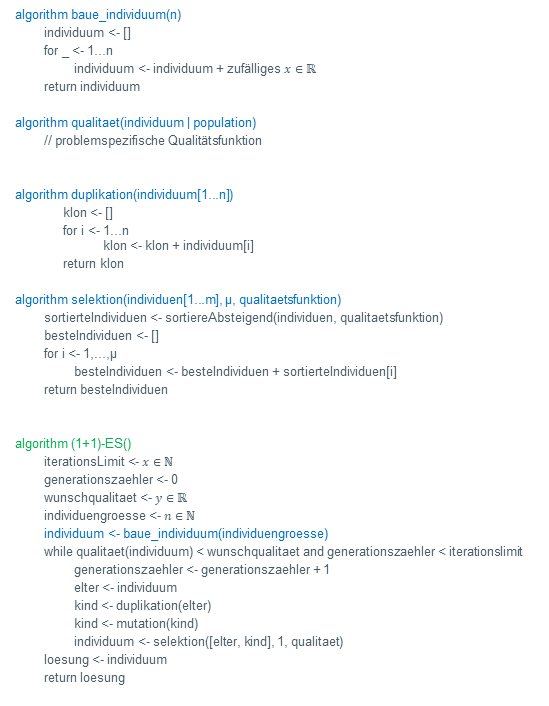 algorithm baue_individuum(n)
individuum <- []
for _ <- 1...n
individuum <- individuum + zufälliges x ∈ ℝ
return individuum
algorithm qualitaet(individuum | population)
// problemspezifische Qualitätsfunktion
algorithm duplikation(individuum[1...n])
klon <- []
for i <- 1...n
klon <- klon + individuum[i]
return klon
algorithm selektion(individuen[1...m], µ, qualitaetsfunktion)
sortierteIndividuen <- sortiereAbsteigend(individuen, qualitaetsfunktion)
besteIndividuen <- []
for i <- 1,...,µ
besteIndividuen <- besteIndividuen + sortierteIndividuen[i]
return besteIndividuen
algorithm (1+1)-ES()
iterationsLimit <- x ∈ ℕ
generationszaehler <- 0
wunschqualitaet <- y ∈ ℝ
individuengroesse <- n ∈ ℕ
individuum <- baue_individuum(individuengroesse)
while qualitaet(individuum) < wunschqualitaet and generationszaehler < iterationslimit
generationszaehler <- generationszaehler + 1
elter <- individuum
kind <- duplikation(elter)
kind <- mutation(kind)
individuum <- selektion([elter, kind], 1, qualitaet)
loesung <- individuum
return loesung